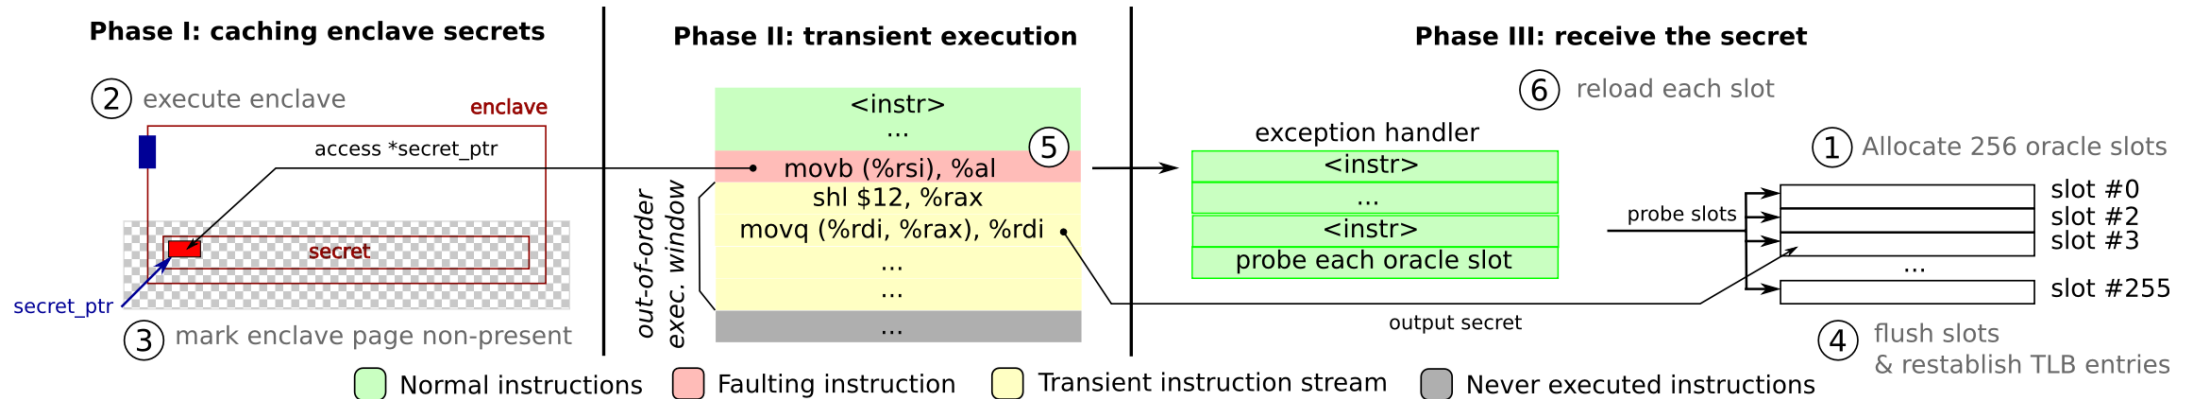 Phase I: caching enclave secrets
2 execute enclave
enclave
access *secret_ptr
secret
secret_ptr
3 mark enclave page non-present
Phase II: transient execution
<instr>
...
5
movb (%rsi), %al
shl $12, %rax
movq (%rdi, %rax), %rdi
...
...
...
out-of-order
exec. window
Phase III: receive the secret
6 reload each slot
exception handler
<instr>
...
<instr>
probe each oracle slot
1 Allocate 256 oracle slots
probe slots
slot #0
slot #2
slot #3
...
slot #255
output secret
4 flush slots
& restablish TLB entries
Normal instructions
Faulting instruction
Transient instruction stream
Never executed instructions